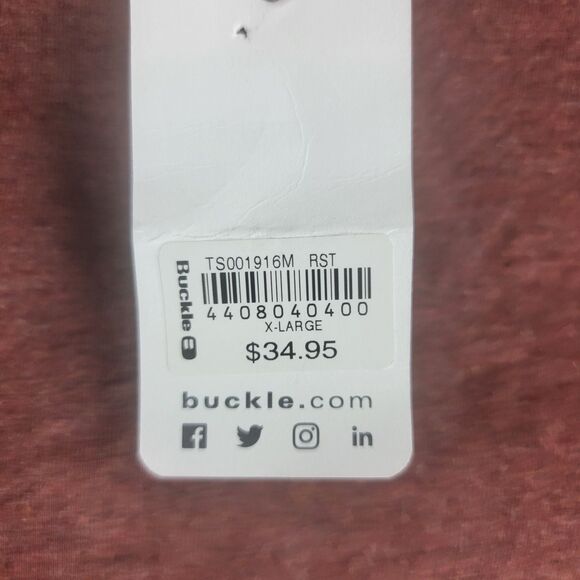 TS001916M RST
Buckle B
4408040400
X-LARGE
$34.95
buckle.com
f in